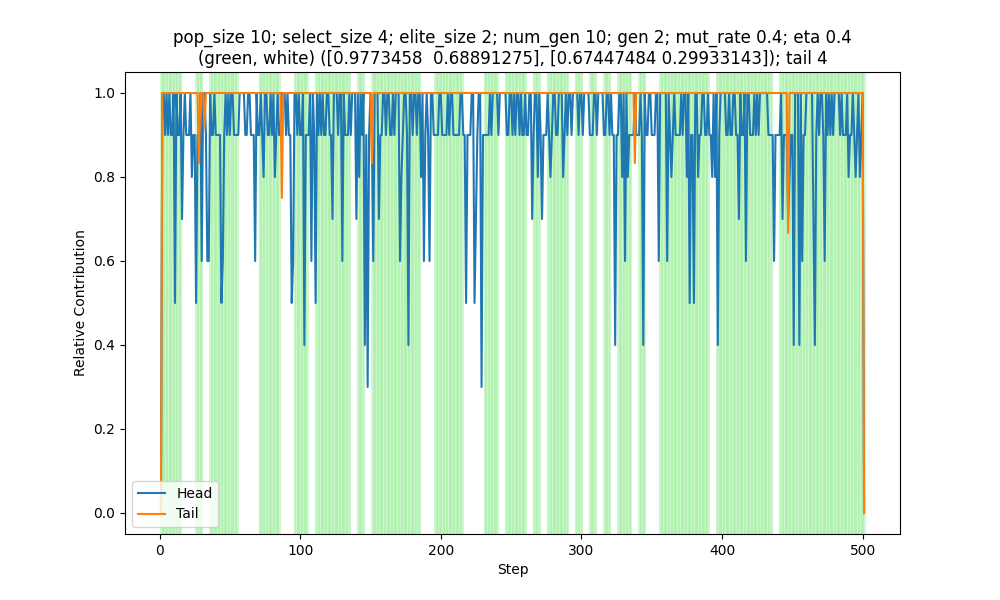 pop_size 10; select_size 4; elite_size 2; num_gen 10; gen 2; mut_rate 0.4; eta 0.4
(green, white) ([0.9773458  0.68891275], [0.67447484 0.29933143]); tail 4
1.0
0.8
0.6
0.4
0.2
0.0
Relative Contribution
Head
Tail
0
100
200
300
400
500
Step